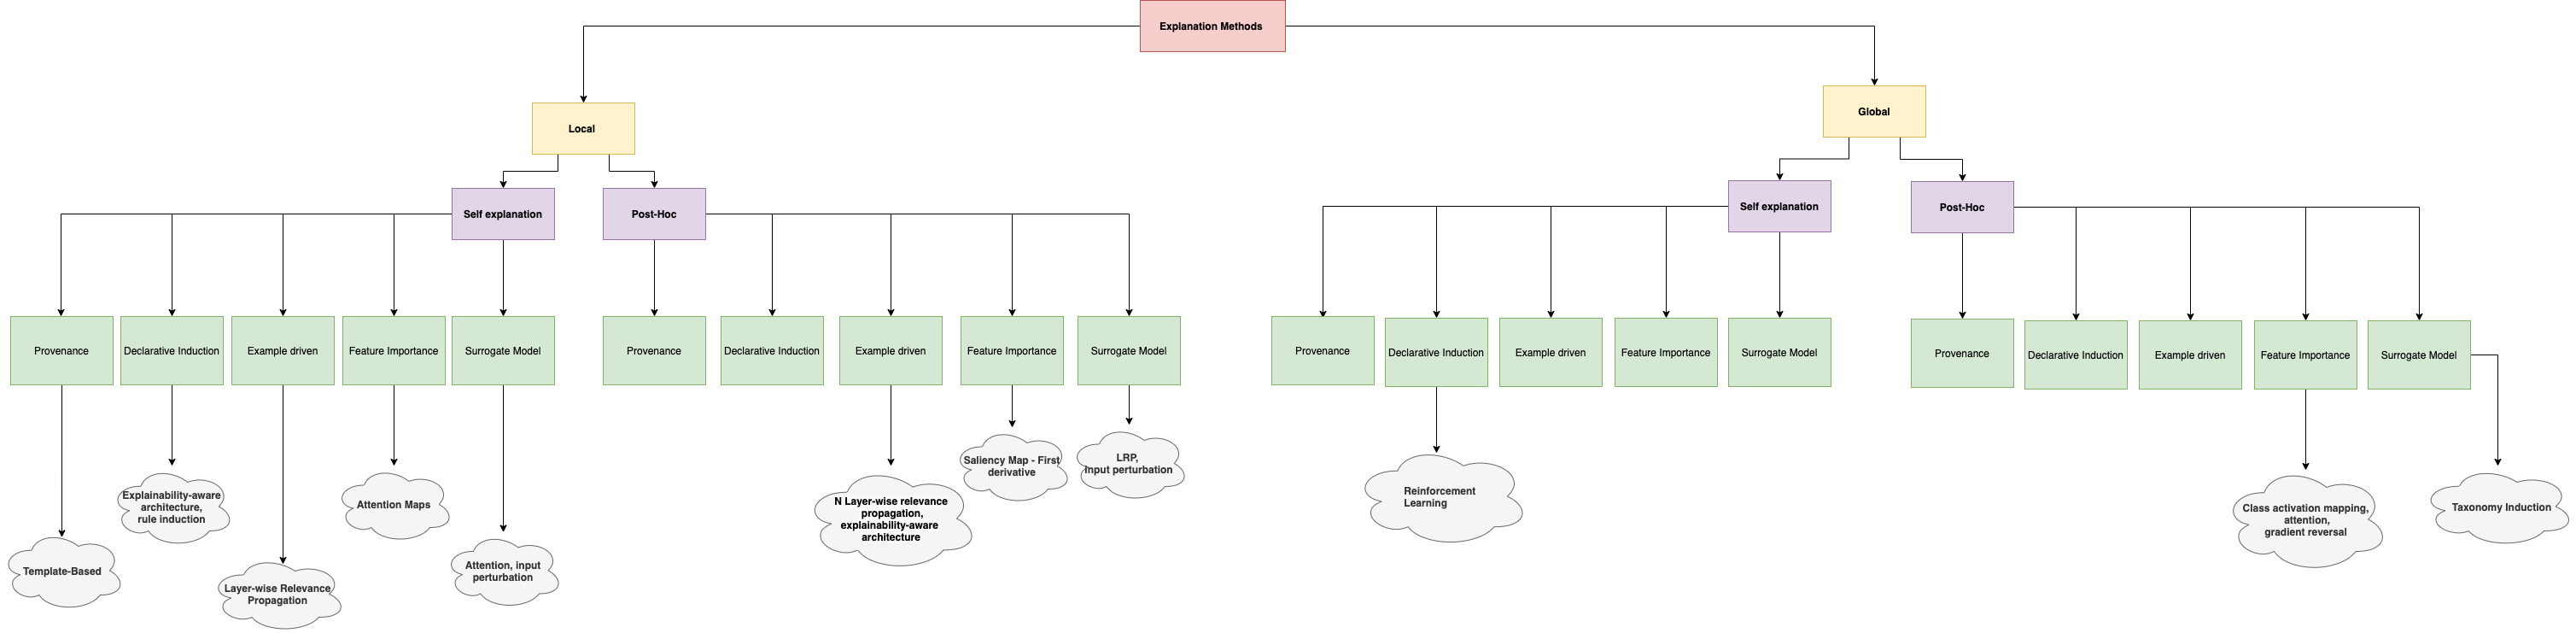 Explanation Methods
Local
Global
Self explanation
Post-Hoc
Self explanation
Post-Hoc
Provenance
Declarative Induction
Example driven
Feature Importance
Surrogate Model
Provenance
Declarative Induction
Example driven
Feature Importance
Surrogate Model
Provenance
Declarative Induction
Example driven
Feature Importance
Surrogate Model
Provenance
Declarative Induction
Example driven
Feature Importance
Surrogate Model
Template-Based
Explainability-aware
architecture,
rule induction
Layer-wise Relevance
Propagation
Attention Maps
Attention, input
perturbation
N Layer-wise relevance
propagation,
explainability-aware
architecture
Saliency Map - First
derivative
LRP,
Input perturbation
Reinforcement
Learning
Class activation mapping,
attention,
gradient reversal
Taxonomy Induction